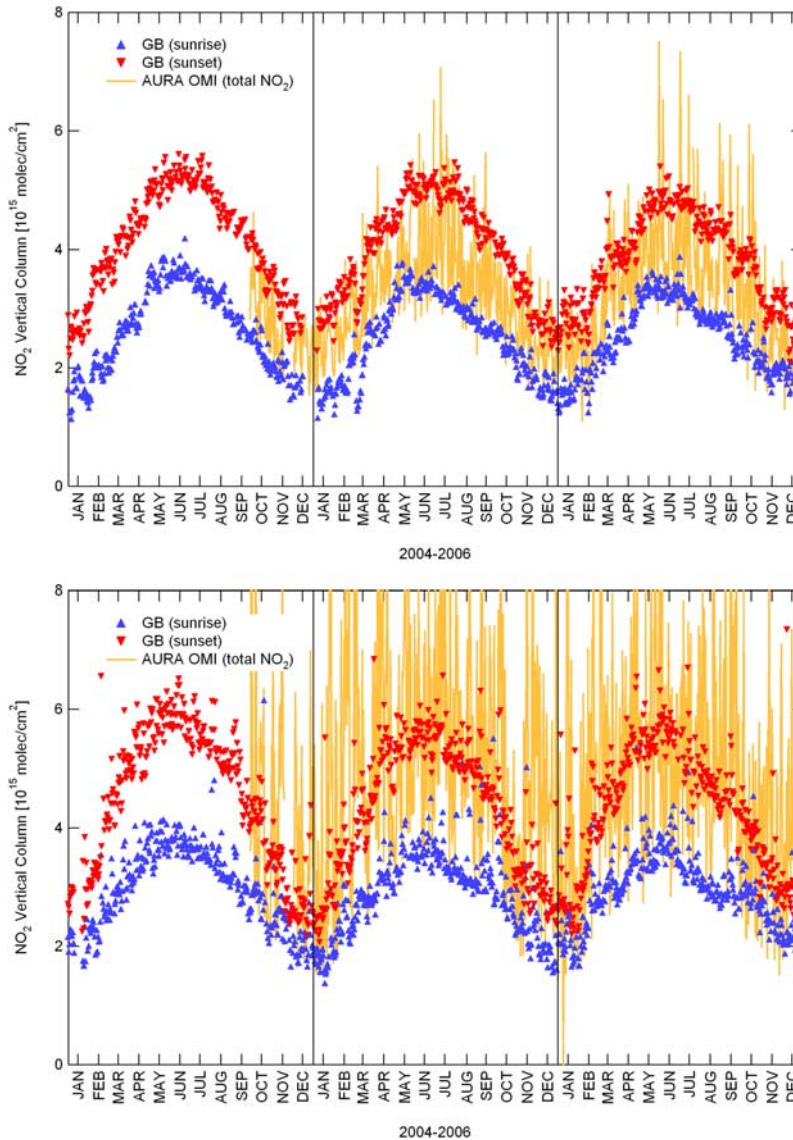 8
6
4
2
0
NO2 Vertical Column [10^15 molec/cm^2]
GB (sunrise)
GB (sunset)
AURA OMI (total NO2)
JAN FEB MAR APR MAY JUN JUL AUG SEP OCT NOV DEC JAN FEB MAR APR MAY JUN JUL AUG SEP OCT NOV DEC JAN FEB MAR APR MAY JUN JUL AUG SEP OCT NOV DEC
2004-2006
8
6
4
2
0
NO2 Vertical Column [10^15 molec/cm^2]
GB (sunrise)
GB (sunset)
AURA OMI (total NO2)
JAN FEB MAR APR MAY JUN JUL AUG SEP OCT NOV DEC JAN FEB MAR APR MAY JUN JUL AUG SEP OCT NOV DEC JAN FEB MAR APR MAY JUN JUL AUG SEP OCT NOV DEC
2004-2006